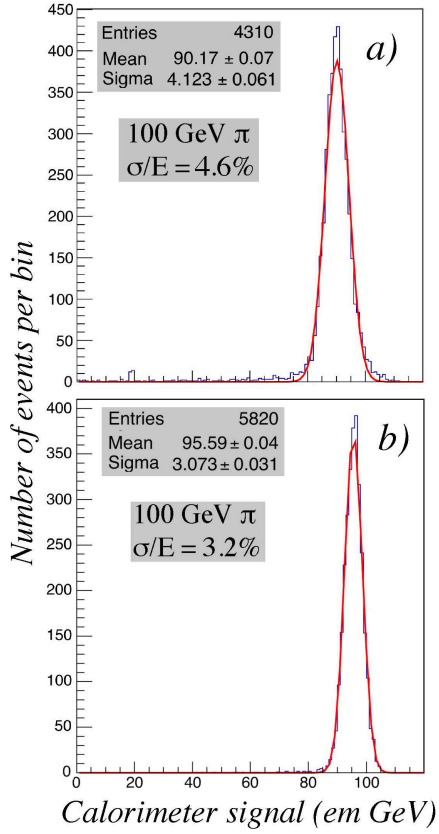 Number of events per bin
450
400
350
300
250
200
150
100
50
0
Entries 4310
Mean 90.17 ± 0.07
Sigma 4.123 ± 0.061
a)
100 GeV π
σ/E = 4.6%
400
350
300
250
200
150
100
50
0
Entries 5820
Mean 95.59 ± 0.04
Sigma 3.073 ± 0.031
b)
100 GeV π
σ/E = 3.2%
0 20 40 60 80 100
Calorimeter signal (em GeV)